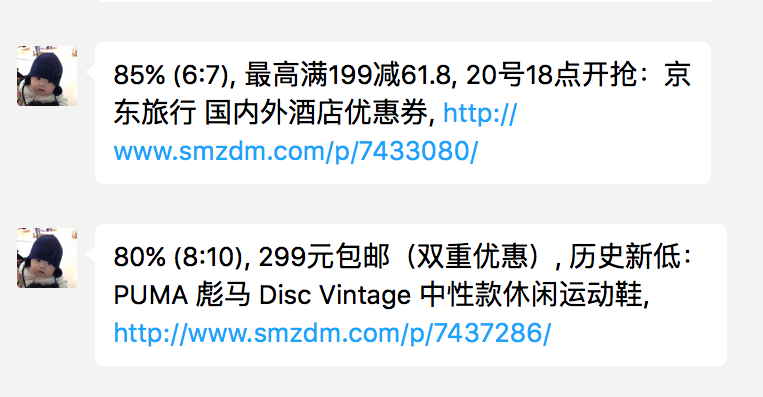 85% (6:7), 最高满199减61.8, 20号18点开抢：京
东旅行 国内外酒店优惠券, http://
www.smzdm.com/p/7433080/
80% (8:10), 299元包邮（双重优惠）, 历史新低：
PUMA 彪马 Disc Vintage 中性款休闲运动鞋,
http://www.smzdm.com/p/7437286/